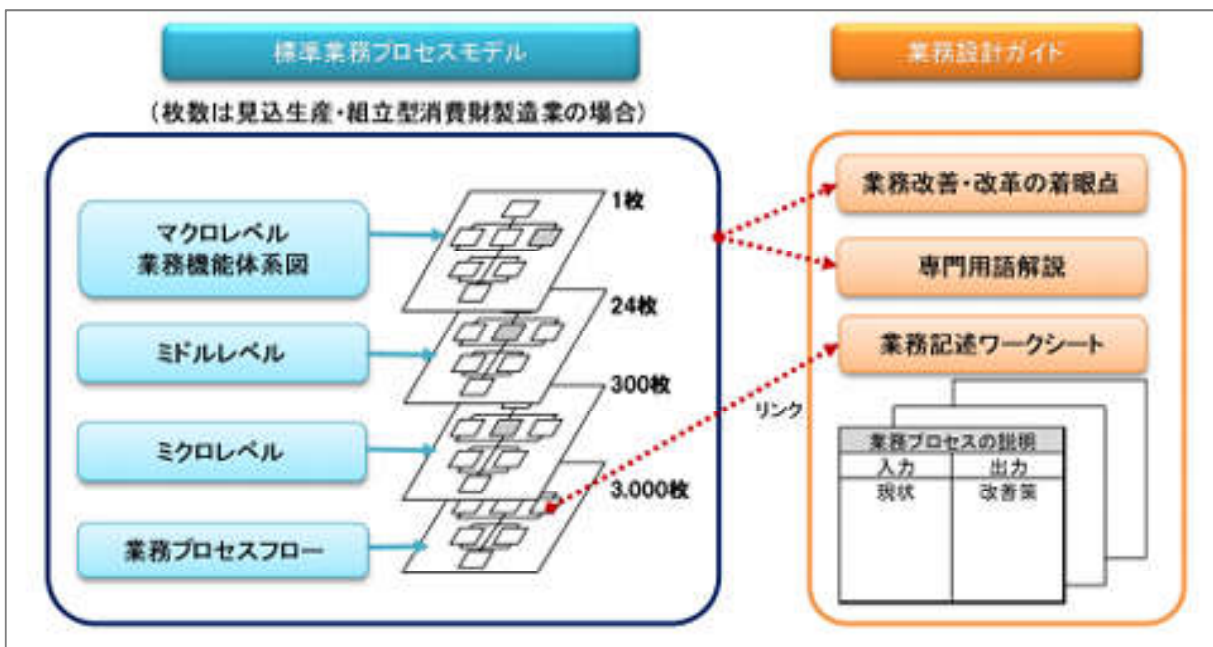 標準業務プロセスモデル
業務設計ガイド
(枚数は見込生産・組立型消費財製造業の場合)
マクロレベル
業務機能体系図
1枚
ミドルレベル
24枚
ミクロレベル
300枚
業務プロセスフロー
3.000枚
リンク
業務改善・改革の着眼点
専門用語解説
業務記述ワークシート
業務プロセスの説明
入力 出力
現状 改善策